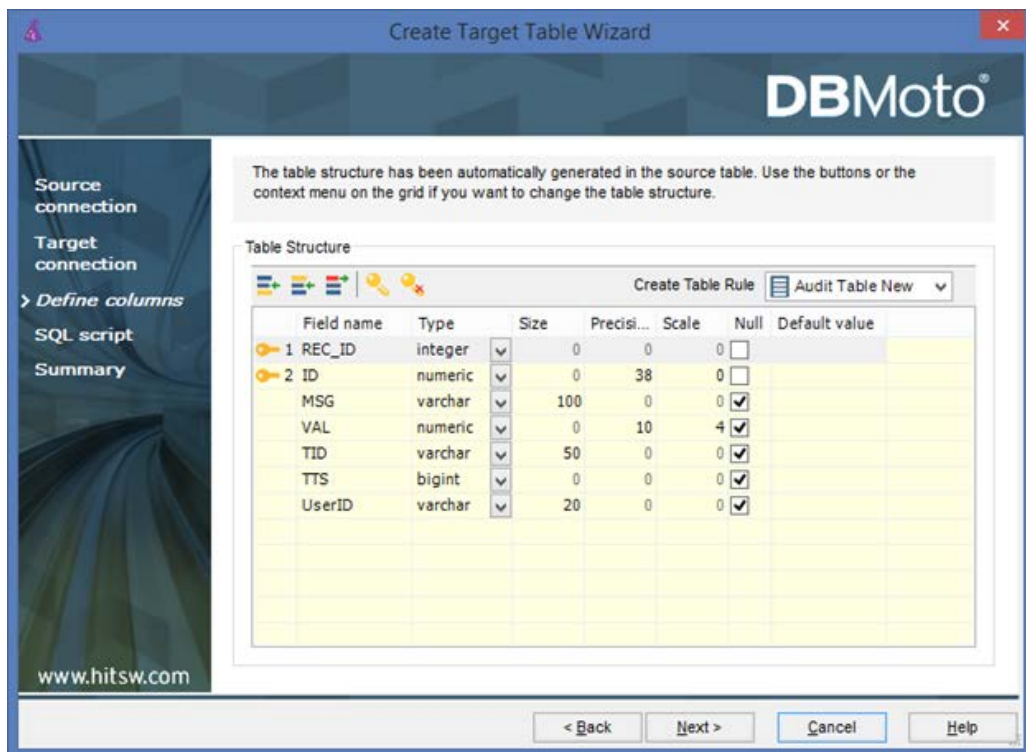 Create Target Table Wizard
DBMoto®
Source
connection
Target
connection
Define columns
SQL script
Summary
www.hitsw.com
The table structure has been automatically generated in the source table. Use the buttons or the
context menu on the grid if you want to change the table structure.
Table Structure
Create Table Rule Audit Table New
Field name Type Size Precisi... Scale Null Default value
1 REC_ID integer 0 0 0
2 ID numeric 0 38 0
MSG varchar 100 0 0
VAL numeric 0 10 4
TID varchar 50 0 0
TTS bigint 0 0 0
UserID varchar 20 0 0
< Back Next > Cancel Help